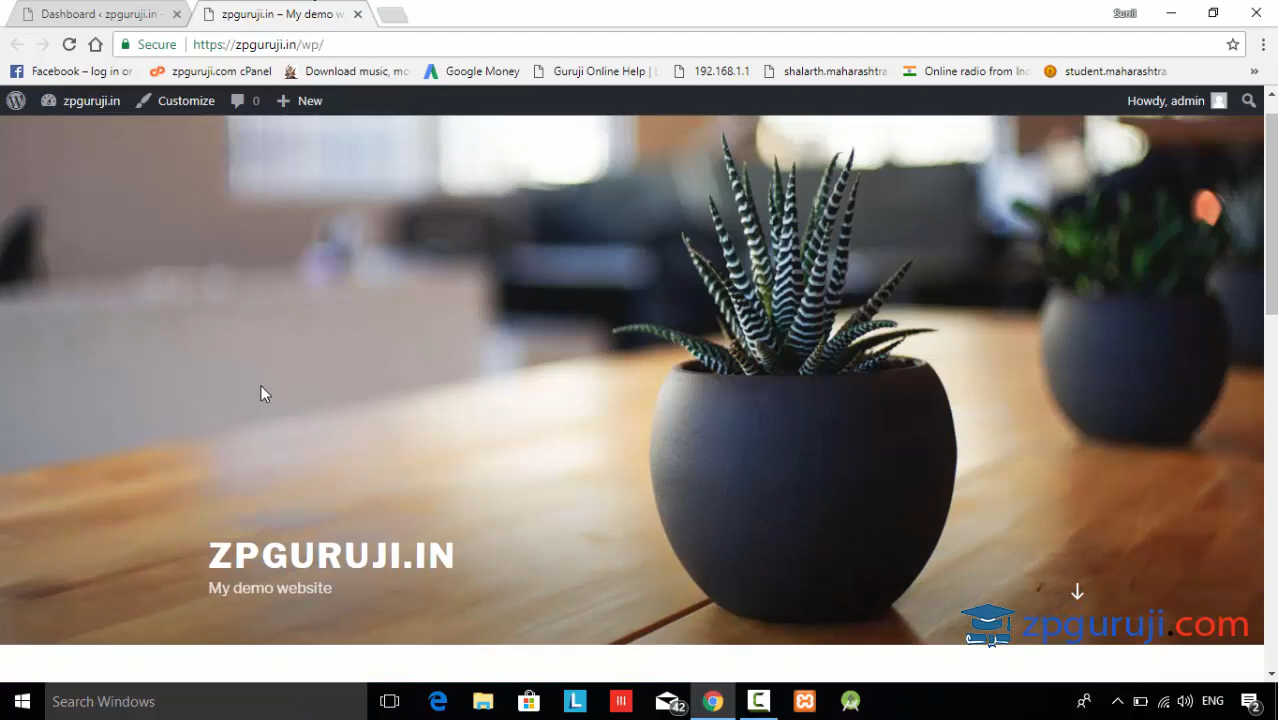 Dashboard ‹ zpguruji.in -
zpguruji.in – My demo w
Sunil
Secure
https://zpguruji.in/wp/
Facebook – log in or
zpguruji.com cPanel
Download music, mo
Google Money
Guruji Online Help | L
192.168.1.1
shalarth.maharashtra
Online radio from Ind
student.maharashtra
»
zpguruji.in
Customize
0
New
Howdy, admin
ZPGURUJI.IN
My demo website
zpguruji.com
Search Windows
42
ENG
2